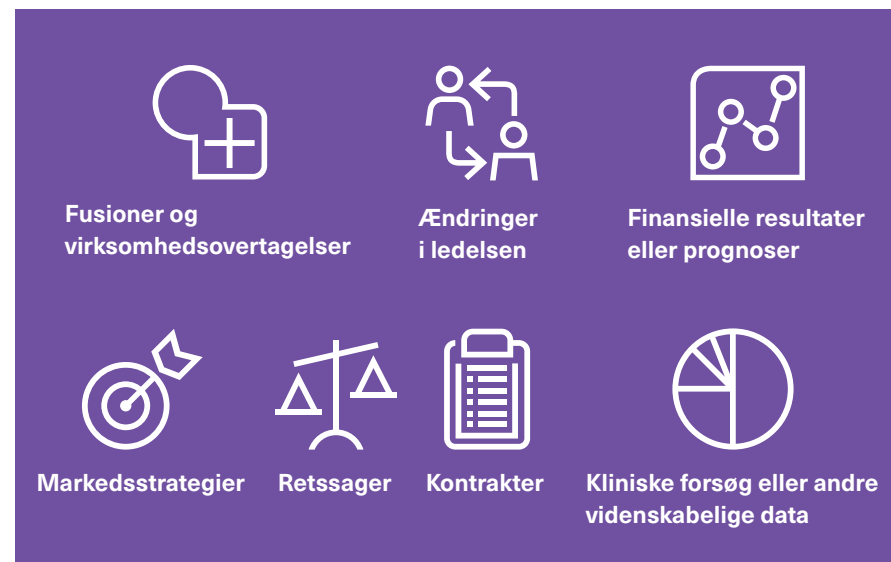 Fusioner og
virksomhedsovertagelser
Ændringer
i ledelsen
Finansielle resultater
eller prognoser
Markedsstrategier
Retssager
Kontrakter
Kliniske forsøg eller andre
videnskabelige data